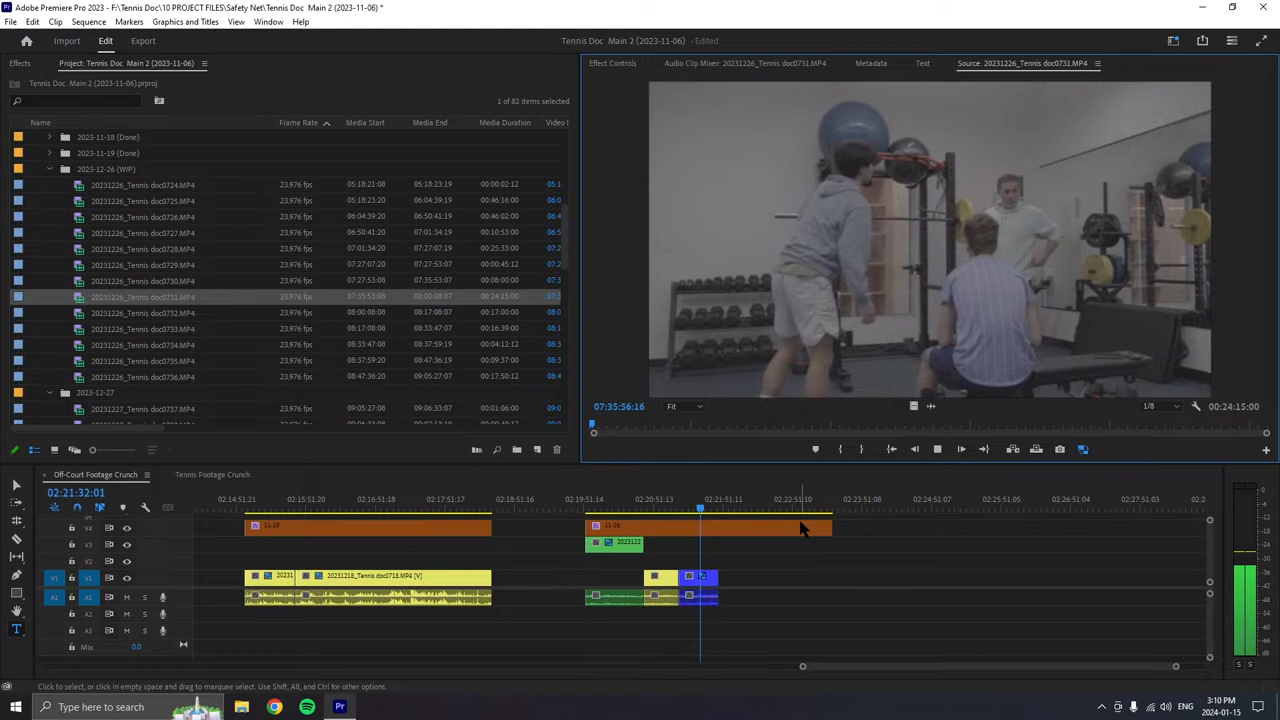 Adobe Premiere Pro 2023 - F:\Tennis Doc\10 PROJECT FILES\Safety Net\Tennis Doc Main 2 (2023-11-06) *
File Edit Clip Sequence Markers Graphics and Titles View Window Help
Import Edit Export Tennis Doc Main 2 (2023-11-06) - Edited
Effects Project: Tennis Doc Main 2 (2023-11-06) Effect Controls Audio Clip Mixer: 20231226_Tennis doc0731.MP4 Metadata Text Source: 20231226_Tennis doc0731.MP4
Tennis Doc Main 2 (2023-11-06).prproj
1 of 82 items selected
Name Frame Rate Media Start Media End Media Duration Video I
2023-11-18 (Done)
2023-11-19 (Done)
2023-12-26 (WIP)
20231226_Tennis doc0724.MP4 23.976 fps 05:18:21:08 05:18:23:19 00:00:02:12 05:1
20231226_Tennis doc0725.MP4 23.976 fps 05:18:23:20 06:04:39:19 00:46:16:00 05:1
20231226_Tennis doc0726.MP4 23.976 fps 06:04:39:20 06:50:41:19 00:46:02:00 06:0
20231226_Tennis doc0727.MP4 23.976 fps 06:50:41:20 07:01:34:19 00:10:53:00 06:5
20231226_Tennis doc0728.MP4 23.976 fps 07:01:34:20 07:27:07:19 00:25:33:00 07:0
20231226_Tennis doc0729.MP4 23.976 fps 07:27:07:20 07:27:53:07 00:00:45:12 07:2
20231226_Tennis doc0730.MP4 23.976 fps 07:27:53:08 07:35:53:07 00:08:00:00 07:2
20231226_Tennis doc0731.MP4 23.976 fps 07:35:53:08 08:00:08:07 00:24:15:00 07:3
20231226_Tennis doc0732.MP4 23.976 fps 08:00:08:08 08:17:08:07 00:17:00:00 08:0
20231226_Tennis doc0733.MP4 23.976 fps 08:17:08:08 08:33:47:07 00:16:39:00 08:1
20231226_Tennis doc0734.MP4 23.976 fps 08:33:47:08 08:37:59:19 00:04:12:12 08:3
20231226_Tennis doc0735.MP4 23.976 fps 08:37:59:20 08:47:36:19 00:09:37:00 08:3
20231226_Tennis doc0736.MP4 23.976 fps 08:47:36:20 09:05:27:07 00:17:50:12 08:4
2023-12-27
20231227_Tennis doc0737.MP4 23.976 fps 09:05:27:08 09:06:33:07 00:01:06:00 09:0
07:35:56:16 Fit 1/8 00:24:15:00
Off-Court Footage Crunch Tennis Footage Crunch
02:21:32:01
02:14:51:21 02:15:51:20 02:16:51:18 02:17:51:17 02:18:51:16 02:19:51:14 02:20:51:13 02:21:51:11 02:22:51:10 02:23:51:08 02:24:51:07 02:25:51:05 02:26:51:04 02:27:51:03 02:2
V4 11-19 11-26
V3 2023122
V2
V1 V1 20231 20231218_Tennis doc0718.MP4 [V]
A1 A1 M S
A2 M S
A3 M S
Mix 0.0
0
-6
-12
-18
-24
-30
-36
-42
-48
-54
dB
S S
Click to select, or click in empty space and drag to marquee select. Use Shift, Alt, and Ctrl for other options.
Type here to search Pr ENG 3:10 PM
2024-01-15